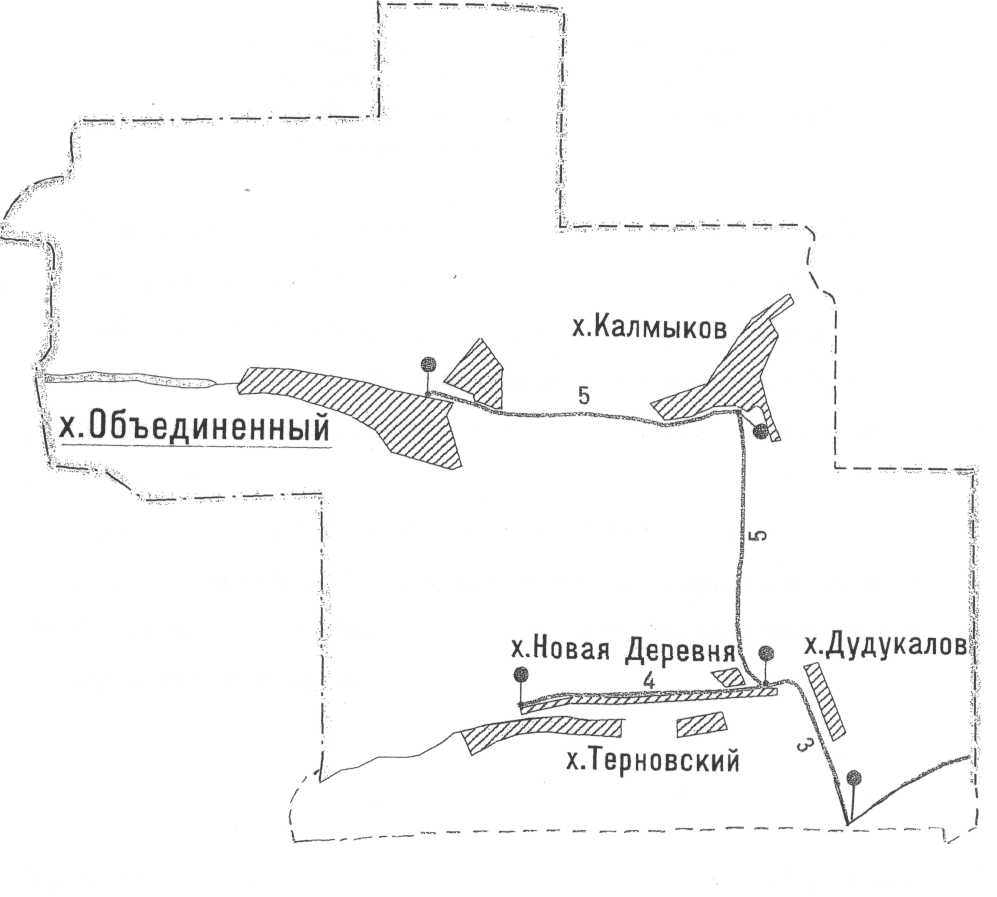 х.Калмыков
5
х.Объединенный
5
х.Новая Деревня
х.Дудукалов
4
3
х.Терновский